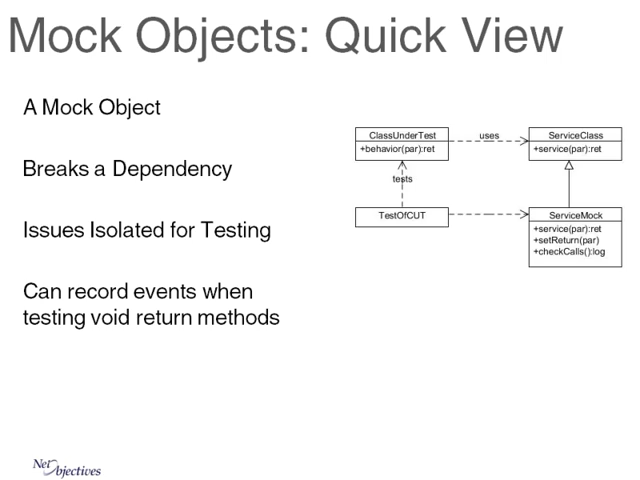 Mock Objects: Quick View
A Mock Object
Breaks a Dependency
Issues Isolated for Testing
Can record events when
testing void return methods
ClassUnderTest
+behavior(par):ret
uses
ServiceClass
+service(par):ret
tests
TestOfCUT
ServiceMock
+service(par):ret
+setReturn(par)
+checkCalls():log
Net Objectives